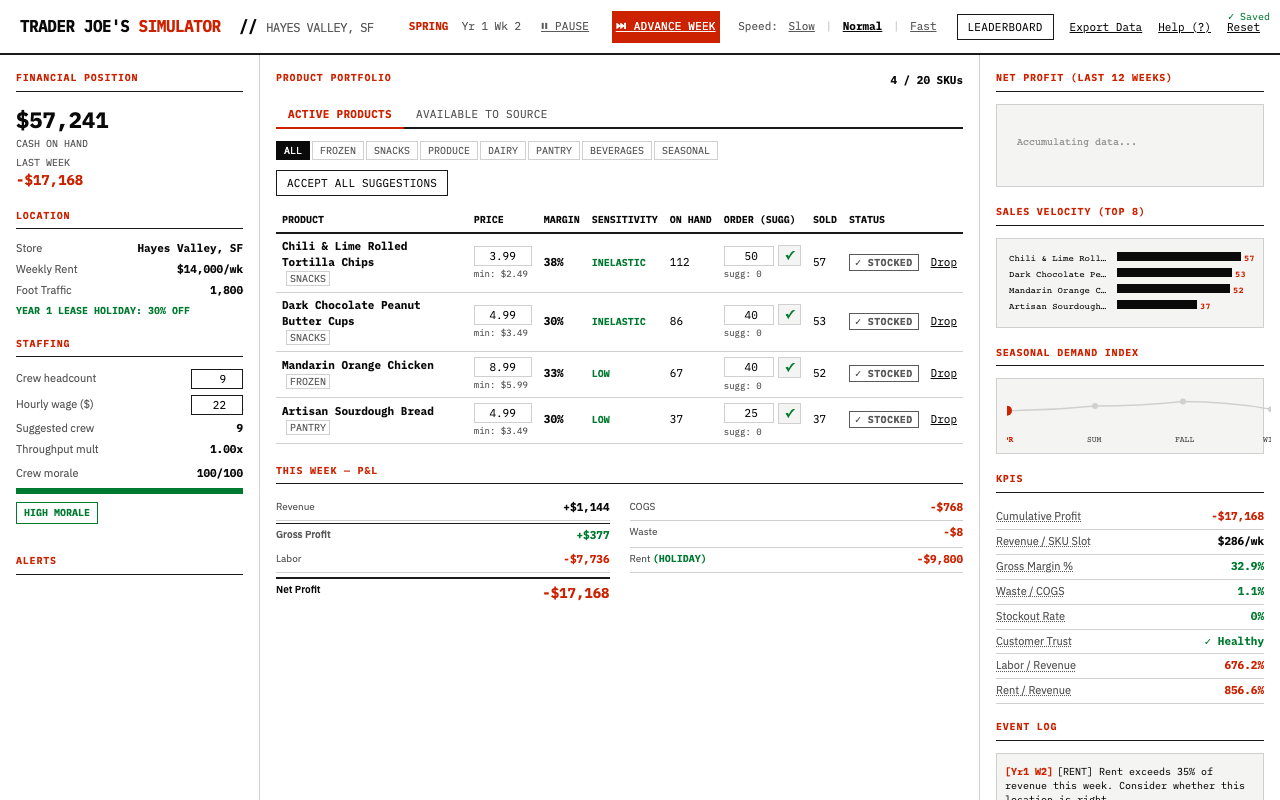 TRADER JOE'S SIMULATOR // HAYES VALLEY, SF
SPRING Yr 1 Wk 2 ⏸ PAUSE ⏭ ADVANCE WEEK Speed: Slow | Normal | Fast LEADERBOARD Export Data Help (?) Reset
✓ Saved
FINANCIAL POSITION
$57,241
CASH ON HAND
LAST WEEK
-$17,168
LOCATION
Store Hayes Valley, SF
Weekly Rent $14,000/wk
Foot Traffic 1,800
YEAR 1 LEASE HOLIDAY: 30% OFF
STAFFING
Crew headcount 9
Hourly wage ($) 22
Suggested crew 9
Throughput mult 1.00x
Crew morale 100/100
HIGH MORALE
ALERTS
PRODUCT PORTFOLIO 4 / 20 SKUs
ACTIVE PRODUCTS AVAILABLE TO SOURCE
ALL FROZEN SNACKS PRODUCE DAIRY PANTRY BEVERAGES SEASONAL
ACCEPT ALL SUGGESTIONS
PRODUCT PRICE MARGIN SENSITIVITY ON HAND ORDER (SUGG) SOLD STATUS
Chili & Lime Rolled
Tortilla Chips
SNACKS
3.99
min: $2.49
38% INELASTIC 112
50 ✓
sugg: 0
57 ✓ STOCKED Drop
Dark Chocolate Peanut
Butter Cups
SNACKS
4.99
min: $3.49
30% INELASTIC 86
40 ✓
sugg: 0
53 ✓ STOCKED Drop
Mandarin Orange Chicken
FROZEN
8.99
min: $5.99
33% LOW 67
40 ✓
sugg: 0
52 ✓ STOCKED Drop
Artisan Sourdough Bread
PANTRY
4.99
min: $3.49
30% LOW 37
25 ✓
sugg: 0
37 ✓ STOCKED Drop
THIS WEEK — P&L
Revenue +$1,144
Gross Profit +$377
Labor -$7,736
Net Profit -$17,168
COGS -$768
Waste -$8
Rent (HOLIDAY) -$9,800
NET PROFIT (LAST 12 WEEKS)
Accumulating data...
SALES VELOCITY (TOP 8)
Chili & Lime Roll… 57
Dark Chocolate Pe… 53
Mandarin Orange C… 52
Artisan Sourdough… 37
SEASONAL DEMAND INDEX
SUM FALL
KPIS
Cumulative Profit -$17,168
Revenue / SKU Slot $286/wk
Gross Margin % 32.9%
Waste / COGS 1.1%
Stockout Rate 0%
Customer Trust ✓ Healthy
Labor / Revenue 676.2%
Rent / Revenue 856.6%
EVENT LOG
[Yr1 W2] [RENT] Rent exceeds 35% of
revenue this week. Consider whether this
location is right